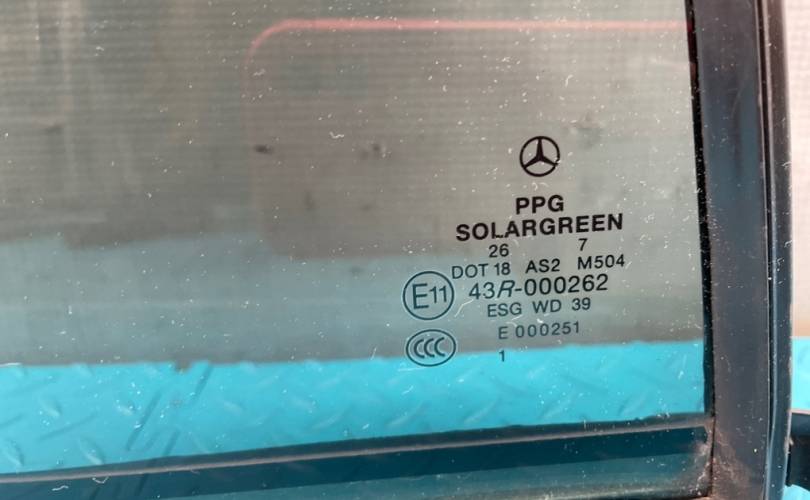 PPG
SOLARGREEN
26 7
DOT 18 AS2 M504
E11 43R-000262
ESG WD 39
CCC E 000251
1